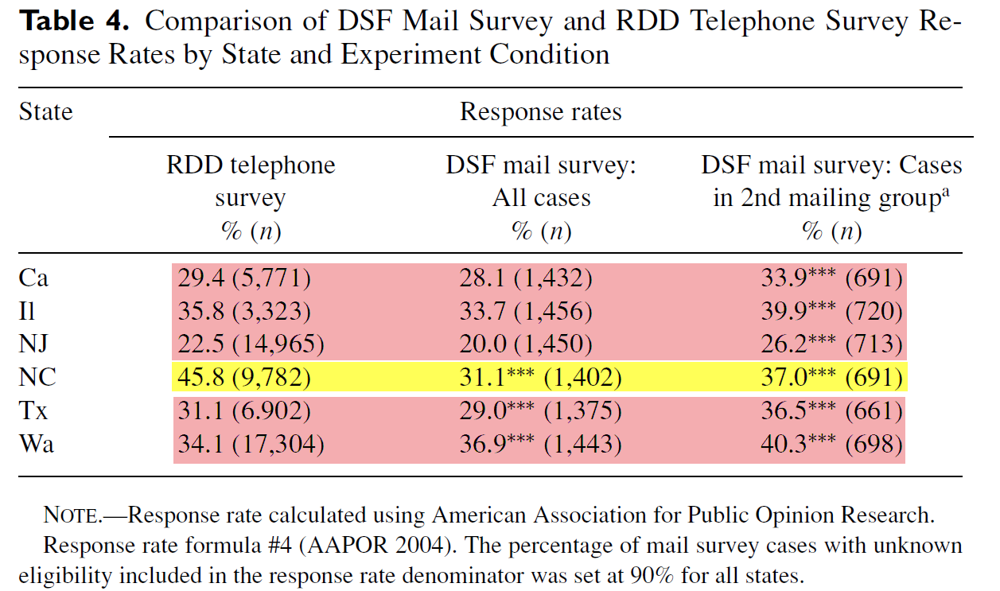 Table 4. Comparison of DSF Mail Survey and RDD Telephone Survey Re-
sponse Rates by State and Experiment Condition
State Response rates
RDD telephone DSF mail survey: DSF mail survey: Cases
survey All cases in 2nd mailing groupᵃ
% (n) % (n) % (n)
Ca 29.4 (5,771) 28.1 (1,432) 33.9*** (691)
Il 35.8 (3,323) 33.7 (1,456) 39.9*** (720)
NJ 22.5 (14,965) 20.0 (1,450) 26.2*** (713)
NC 45.8 (9,782) 31.1*** (1,402) 37.0*** (691)
Tx 31.1 (6.902) 29.0*** (1,375) 36.5*** (661)
Wa 34.1 (17,304) 36.9*** (1,443) 40.3*** (698)
NOTE.—Response rate calculated using American Association for Public Opinion Research.
Response rate formula #4 (AAPOR 2004). The percentage of mail survey cases with unknown
eligibility included in the response rate denominator was set at 90% for all states.